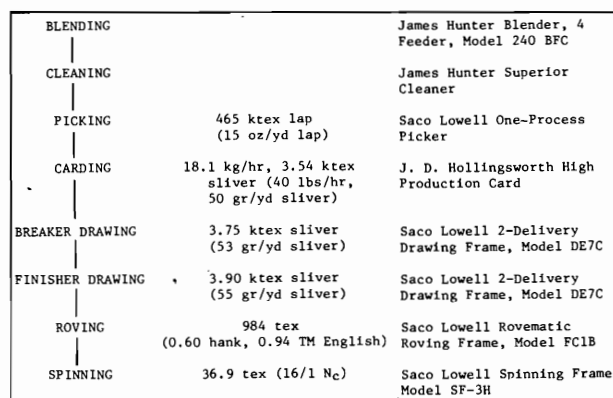 BLENDING James Hunter Blender, 4
Feeder, Model 240 BFC
CLEANING James Hunter Superior
Cleaner
PICKING 465 ktex lap Saco Lowell One-Process
(15 oz/yd lap) Picker
CARDING 18.1 kg/hr, 3.54 ktex J. D. Hollingsworth High
sliver (40 lbs/hr, Production Card
50 gr/yd sliver)
BREAKER DRAWING 3.75 ktex sliver Saco Lowell 2-Delivery
(53 gr/yd sliver) Drawing Frame, Model DE7C
FINISHER DRAWING 3.90 ktex sliver Saco Lowell 2-Delivery
(55 gr/yd sliver) Drawing Frame, Model DE7C
ROVING 984 tex Saco Lowell Rovematic
(0.60 hank, 0.94 TM English) Roving Frame, Model FC1B
SPINNING 36.9 tex (16/1 Nc) Saco Lowell Spinning Frame
Model SF-3H